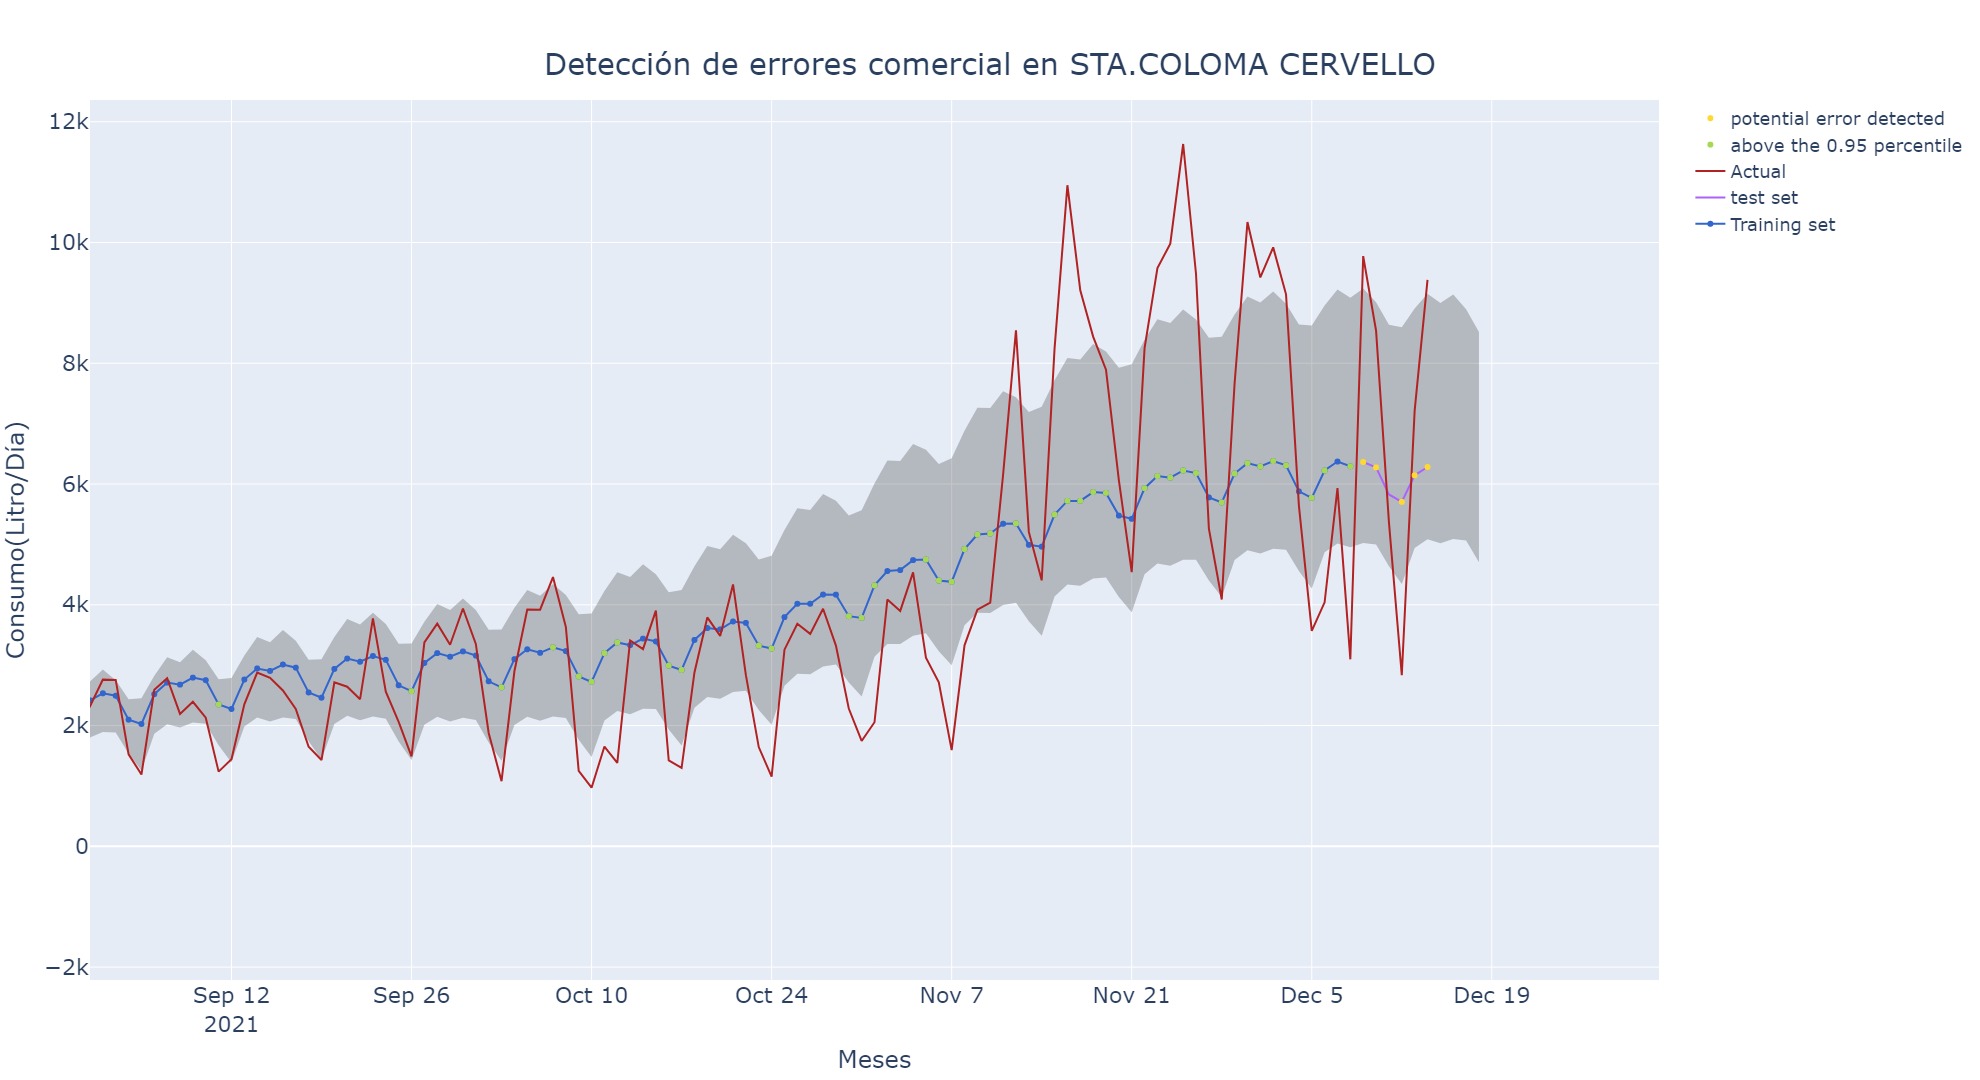 Detección de errores comercial en STA.COLOMA CERVELLO
12k
10k
8k
6k
4k
2k
0
−2k
Consumo(Litro/Día)
Sep 12
2021
Sep 26
Oct 10
Oct 24
Nov 7
Nov 21
Dec 5
Dec 19
Meses
potential error detected
above the 0.95 percentile
Actual
test set
Training set